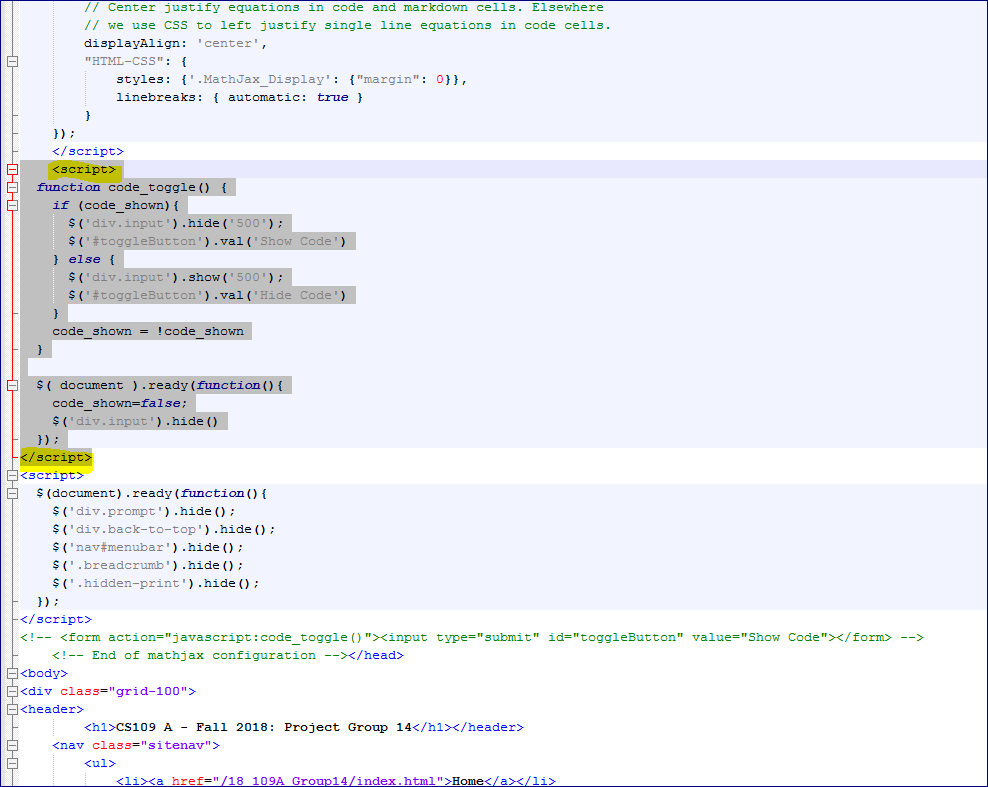 // Center justify equations in code and markdown cells. Elsewhere
// we use CSS to left justify single line equations in code cells.
displayAlign: 'center',
"HTML-CSS": {
styles: {'.MathJax_Display': {"margin": 0}},
linebreaks: { automatic: true }
}
});
</script>
<script>
function code_toggle() {
if (code_shown){
$('div.input').hide('500');
$('#toggleButton').val('Show Code')
} else {
$('div.input').show('500');
$('#toggleButton').val('Hide Code')
}
code_shown = !code_shown
}
$( document ).ready(function(){
code_shown=false;
$('div.input').hide()
});
</script>
<script>
$(document).ready(function(){
$('div.prompt').hide();
$('div.back-to-top').hide();
$('nav#menubar').hide();
$('.breadcrumb').hide();
$('.hidden-print').hide();
});
</script>
<!-- <form action="javascript:code_toggle()"><input type="submit" id="toggleButton" value="Show Code"></form> -->
<!-- End of mathjax configuration --></head>
<body>
<div class="grid-100">
<header>
<h1>CS109 A - Fall 2018: Project Group 14</h1></header>
<nav class="sitenav">
<ul>
<li><a href="/18_109A_Group14/index.html">Home</a></li>